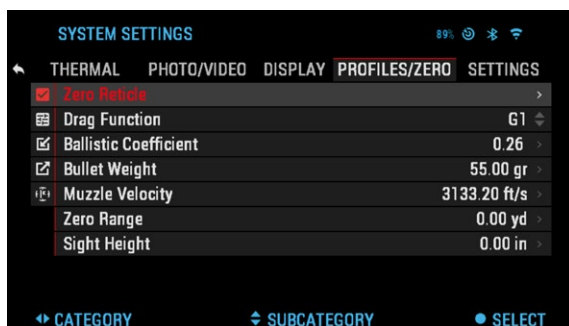 SYSTEM SETTINGS 89%
THERMAL PHOTO/VIDEO DISPLAY PROFILES/ZERO SETTINGS
Zero Reticle
Drag Function G1
Ballistic Coefficient 0.26
Bullet Weight 55.00 gr
Muzzle Velocity 3133.20 ft/s
Zero Range 0.00 yd
Sight Height 0.00 in
CATEGORY SUBCATEGORY SELECT